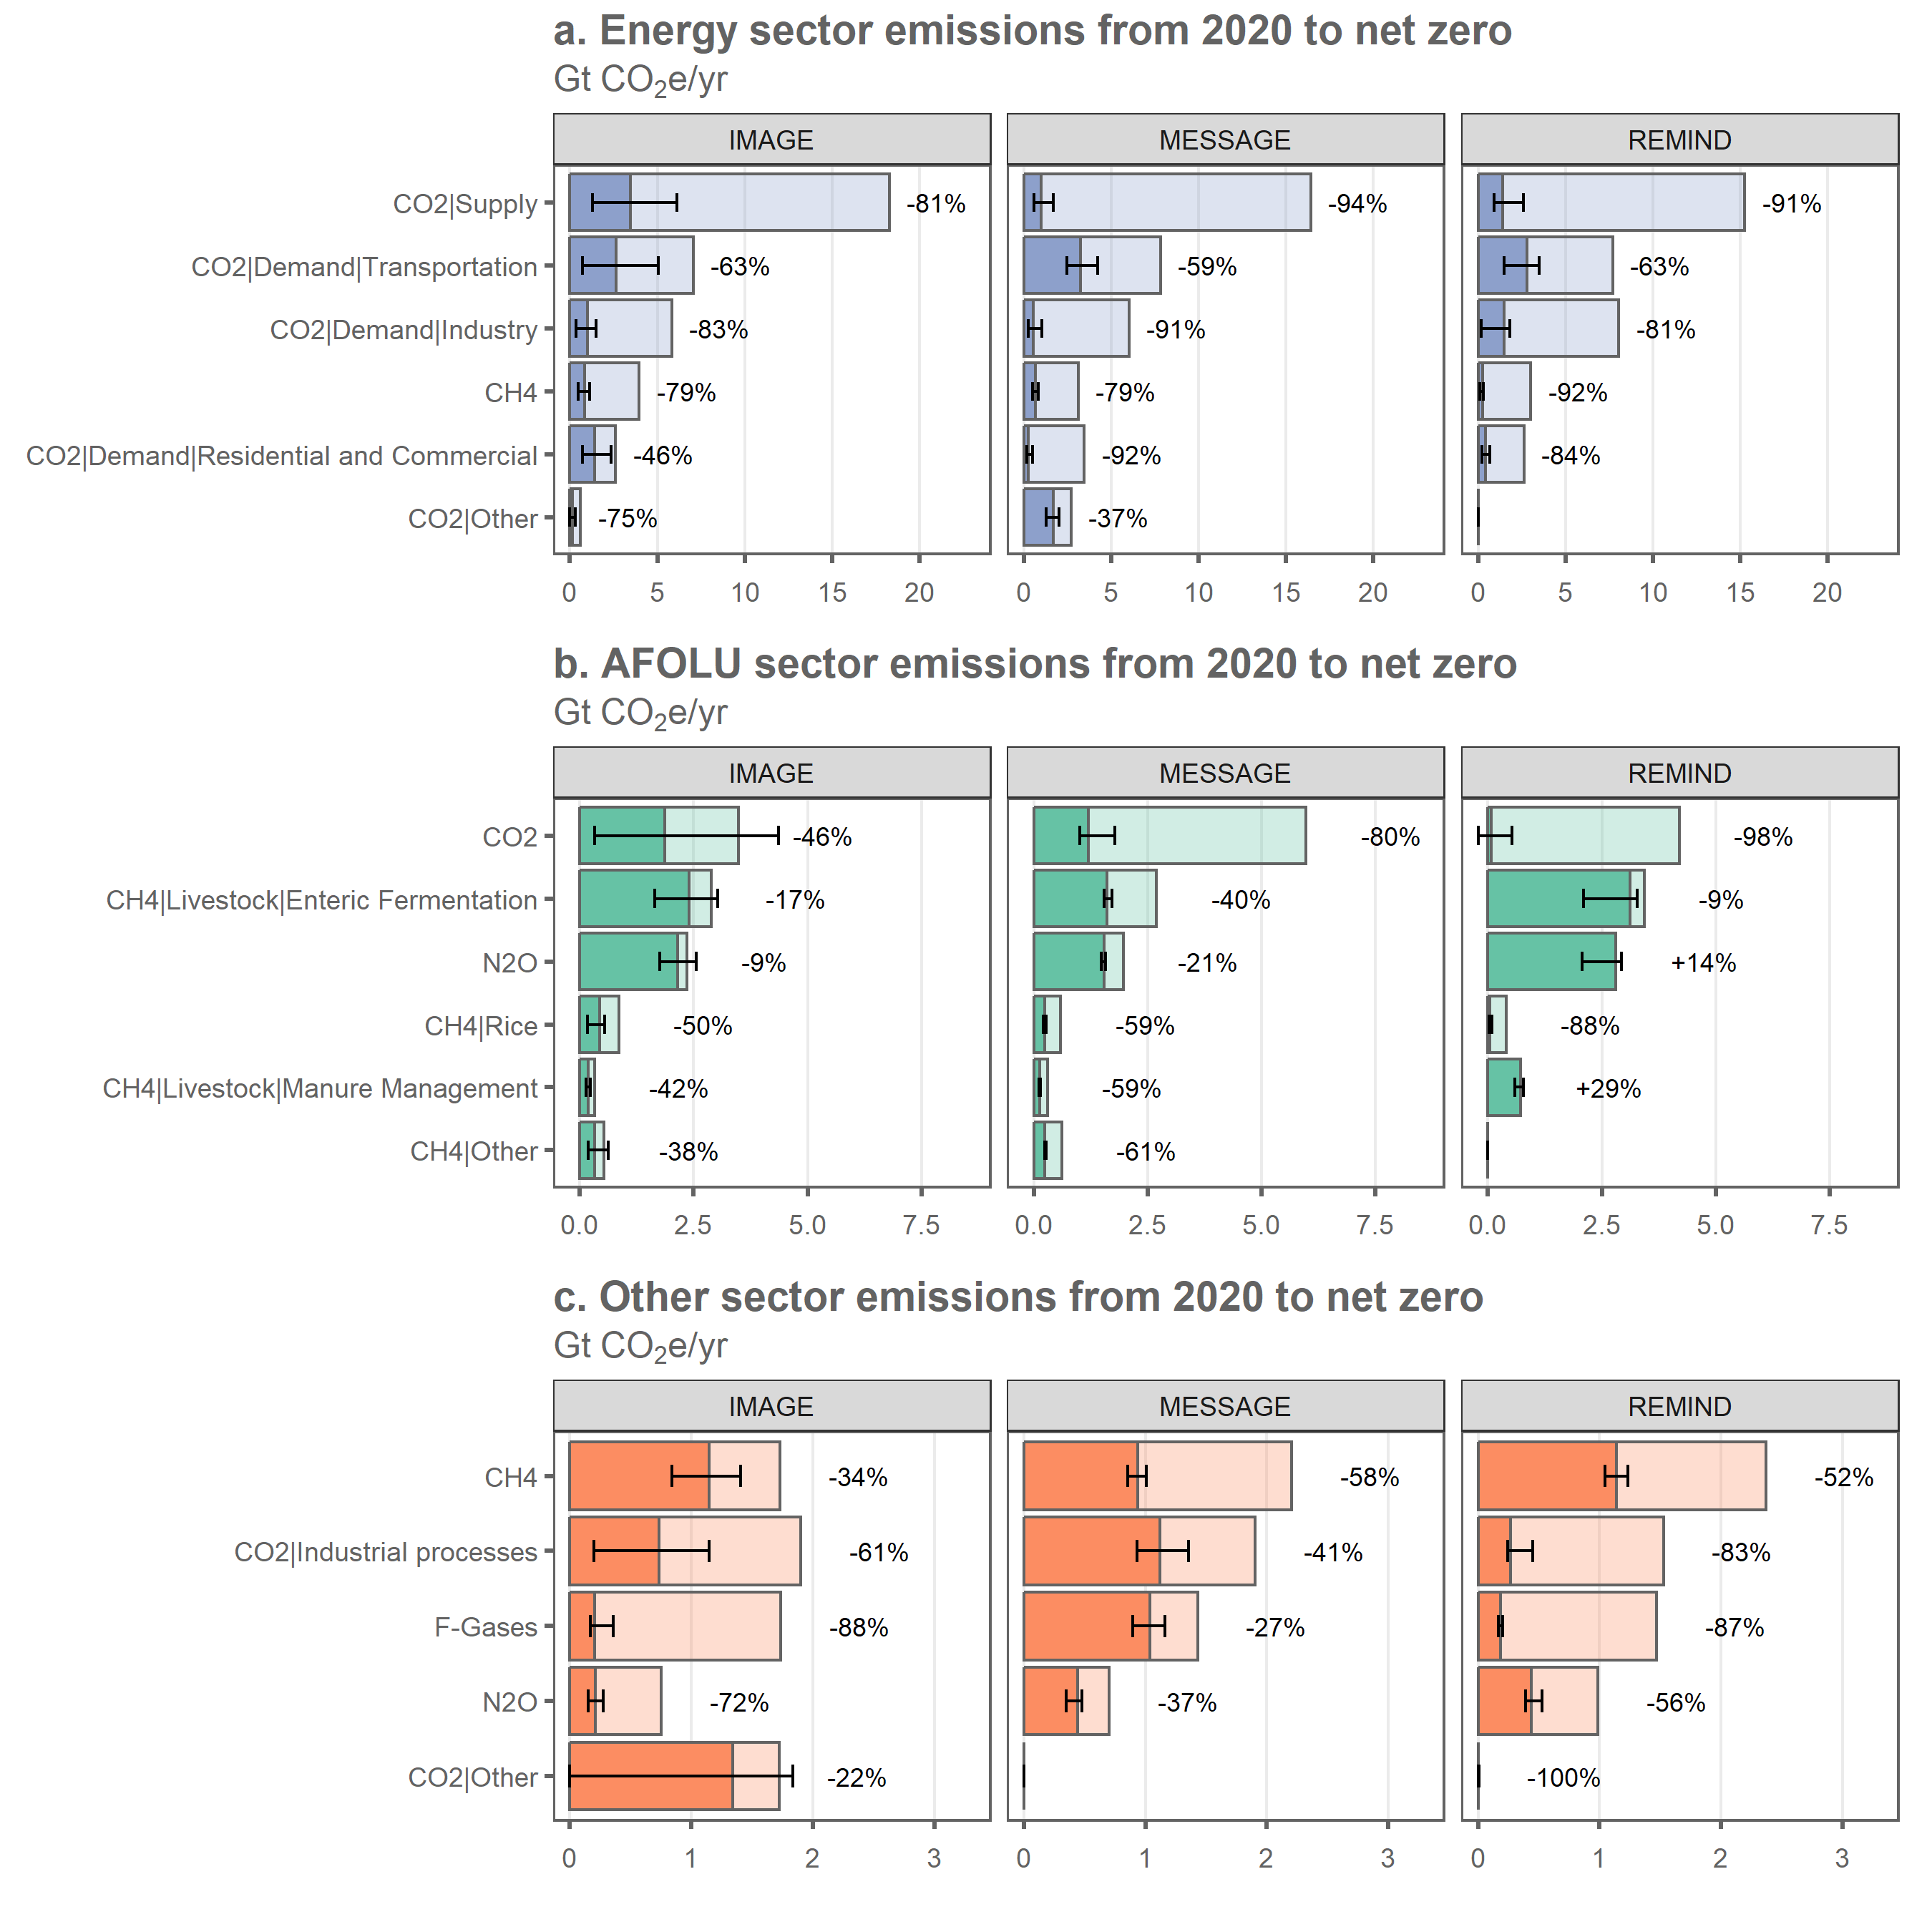 a. Energy sector emissions from 2020 to net zero
Gt CO₂e/yr
IMAGE MESSAGE REMIND
CO2|Supply -81% -94% -91%
CO2|Demand|Transportation -63% -59% -63%
CO2|Demand|Industry -83% -91% -81%
CH4 -79% -79% -92%
CO2|Demand|Residential and Commercial -46% -92% -84%
CO2|Other -75% -37%
0 5 10 15 20 0 5 10 15 20 0 5 10 15 20
b. AFOLU sector emissions from 2020 to net zero
Gt CO₂e/yr
IMAGE MESSAGE REMIND
CO2 -46% -80% -98%
CH4|Livestock|Enteric Fermentation -17% -40% -9%
N2O -9% -21% +14%
CH4|Rice -50% -59% -88%
CH4|Livestock|Manure Management -42% -59% +29%
CH4|Other -38% -61%
0.0 2.5 5.0 7.5 0.0 2.5 5.0 7.5 0.0 2.5 5.0 7.5
c. Other sector emissions from 2020 to net zero
Gt CO₂e/yr
IMAGE MESSAGE REMIND
CH4 -34% -58% -52%
CO2|Industrial processes -61% -41% -83%
F-Gases -88% -27% -87%
N2O -72% -37% -56%
CO2|Other -22% -100%
0 1 2 3 0 1 2 3 0 1 2 3